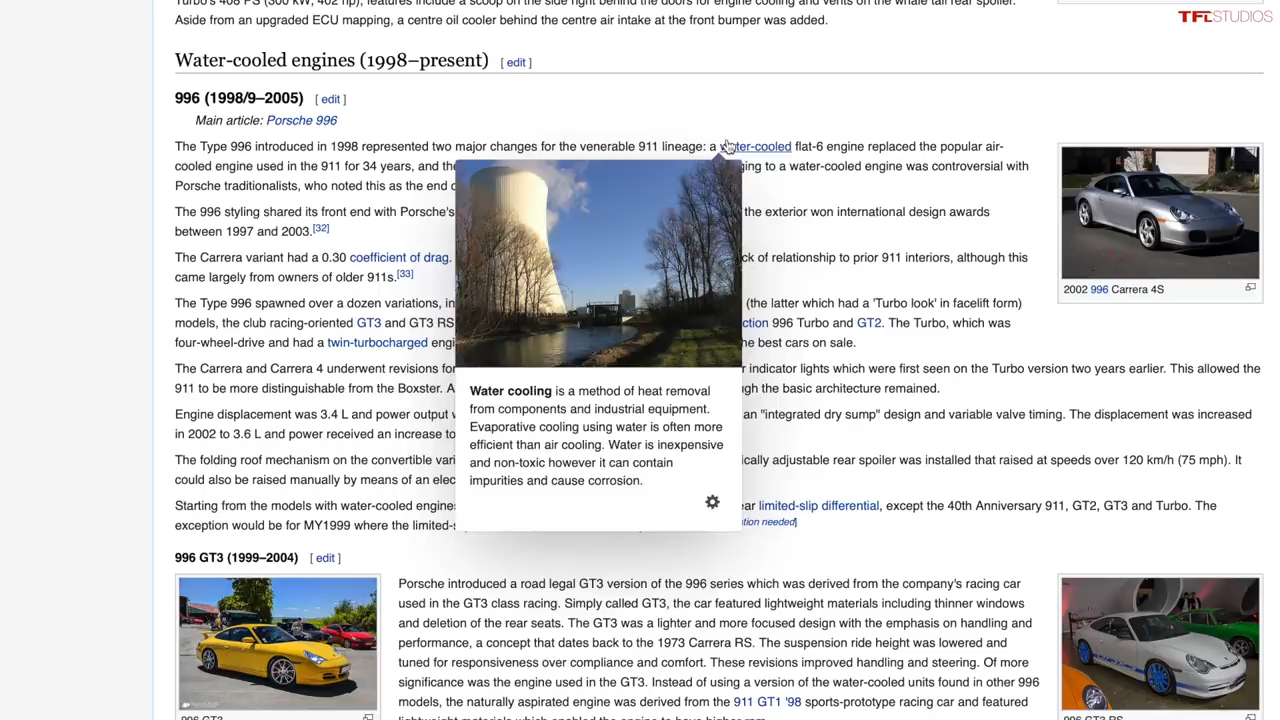 Turbo's 408 PS (300 kW; 402 hp), features include a scoop on the side right behind the doors for engine cooling and vents on the whale tail rear spoiler.
TFLSTUDIOS
Aside from an upgraded ECU mapping, a centre oil cooler behind the centre air intake at the front bumper was added.
Water-cooled engines (1998–present) [ edit ]
996 (1998/9–2005) [ edit ]
Main article: Porsche 996
The Type 996 introduced in 1998 represented two major changes for the venerable 911 lineage: a water-cooled flat-6 engine replaced the popular air-
cooled engine used in the 911 for 34 years, and the ging to a water-cooled engine was controversial with
Porsche traditionalists, who noted this as the end o
The 996 styling shared its front end with Porsche's the exterior won international design awards
between 1997 and 2003.[32]
The Carrera variant had a 0.30 coefficient of drag. ck of relationship to prior 911 interiors, although this
came largely from owners of older 911s.[33]
2002 996 Carrera 4S
The Type 996 spawned over a dozen variations, in (the latter which had a 'Turbo look' in facelift form)
models, the club racing-oriented GT3 and GT3 RS ction 996 Turbo and GT2. The Turbo, which was
four-wheel-drive and had a twin-turbocharged engi the best cars on sale.
The Carrera and Carrera 4 underwent revisions for r indicator lights which were first seen on the Turbo version two years earlier. This allowed the
911 to be more distinguishable from the Boxster. A gh the basic architecture remained.
Engine displacement was 3.4 L and power output w an "integrated dry sump" design and variable valve timing. The displacement was increased
in 2002 to 3.6 L and power received an increase to
The folding roof mechanism on the convertible vari ically adjustable rear spoiler was installed that raised at speeds over 120 km/h (75 mph). It
could also be raised manually by means of an elec
Starting from the models with water-cooled engines ear limited-slip differential, except the 40th Anniversary 911, GT2, GT3 and Turbo. The
exception would be for MY1999 where the limited-s ation needed]
Water cooling is a method of heat removal
from components and industrial equipment.
Evaporative cooling using water is often more
efficient than air cooling. Water is inexpensive
and non-toxic however it can contain
impurities and cause corrosion.
996 GT3 (1999–2004) [ edit ]
Porsche introduced a road legal GT3 version of the 996 series which was derived from the company's racing car
used in the GT3 class racing. Simply called GT3, the car featured lightweight materials including thinner windows
and deletion of the rear seats. The GT3 was a lighter and more focused design with the emphasis on handling and
performance, a concept that dates back to the 1973 Carrera RS. The suspension ride height was lowered and
tuned for responsiveness over compliance and comfort. These revisions improved handling and steering. Of more
significance was the engine used in the GT3. Instead of using a version of the water-cooled units found in other 996
models, the naturally aspirated engine was derived from the 911 GT1 '98 sports-prototype racing car and featured
lightweight materials which enabled the engine to have higher rpm.
996 GT3
996 GT3 RS